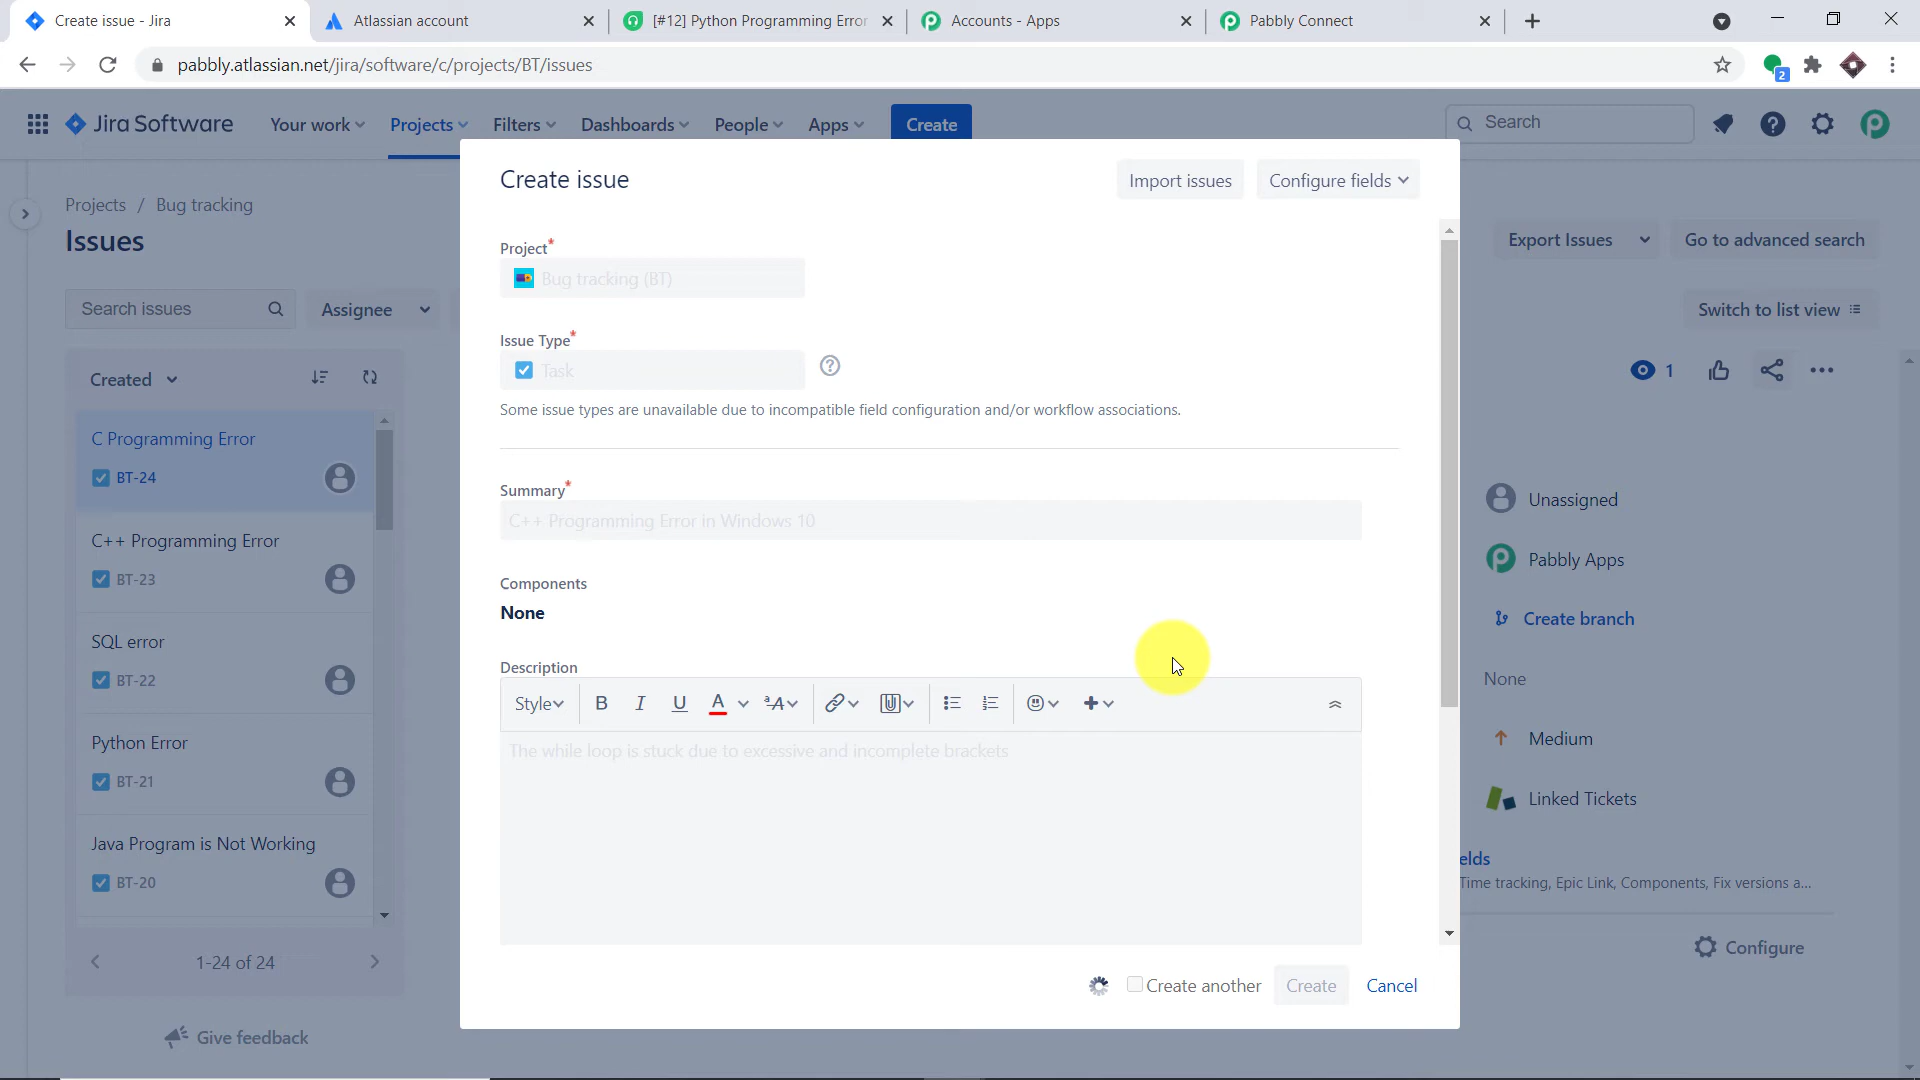 Create issue - Jira
Atlassian account
[#12] Python Programming Error
Accounts - Apps
Pabbly Connect
pabbly.atlassian.net/jira/software/c/projects/BT/issues
2
Jira Software
Your work
Projects
Filters
Dashboards
People
Apps
Create
Search
Projects / Bug tracking
Issues
Search issues
Assignee
Export Issues
Go to advanced search
Switch to list view
Created
C Programming Error
BT-24
C++ Programming Error
BT-23
SQL error
BT-22
Python Error
BT-21
Java Program is Not Working
BT-20
1-24 of 24
Give feedback
Create issue
Import issues
Configure fields
Project*
Bug tracking (BT)
Issue Type*
Task
Some issue types are unavailable due to incompatible field configuration and/or workflow associations.
Summary*
C++ Programming Error in Windows 10
Components
None
Description
Style
B
I
U
A
ªA
The while loop is stuck due to excessive and incomplete brackets
Create another
Create
Cancel
1
Unassigned
Pabbly Apps
Create branch
None
Medium
Linked Tickets
elds
Time tracking, Epic Link, Components, Fix versions a...
Configure